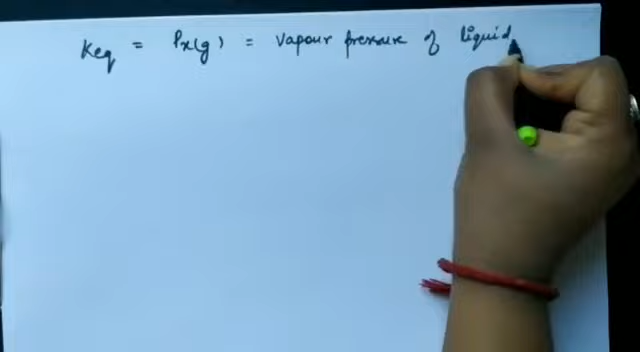 Keq = Px(g) = Vapour pressure of liquid